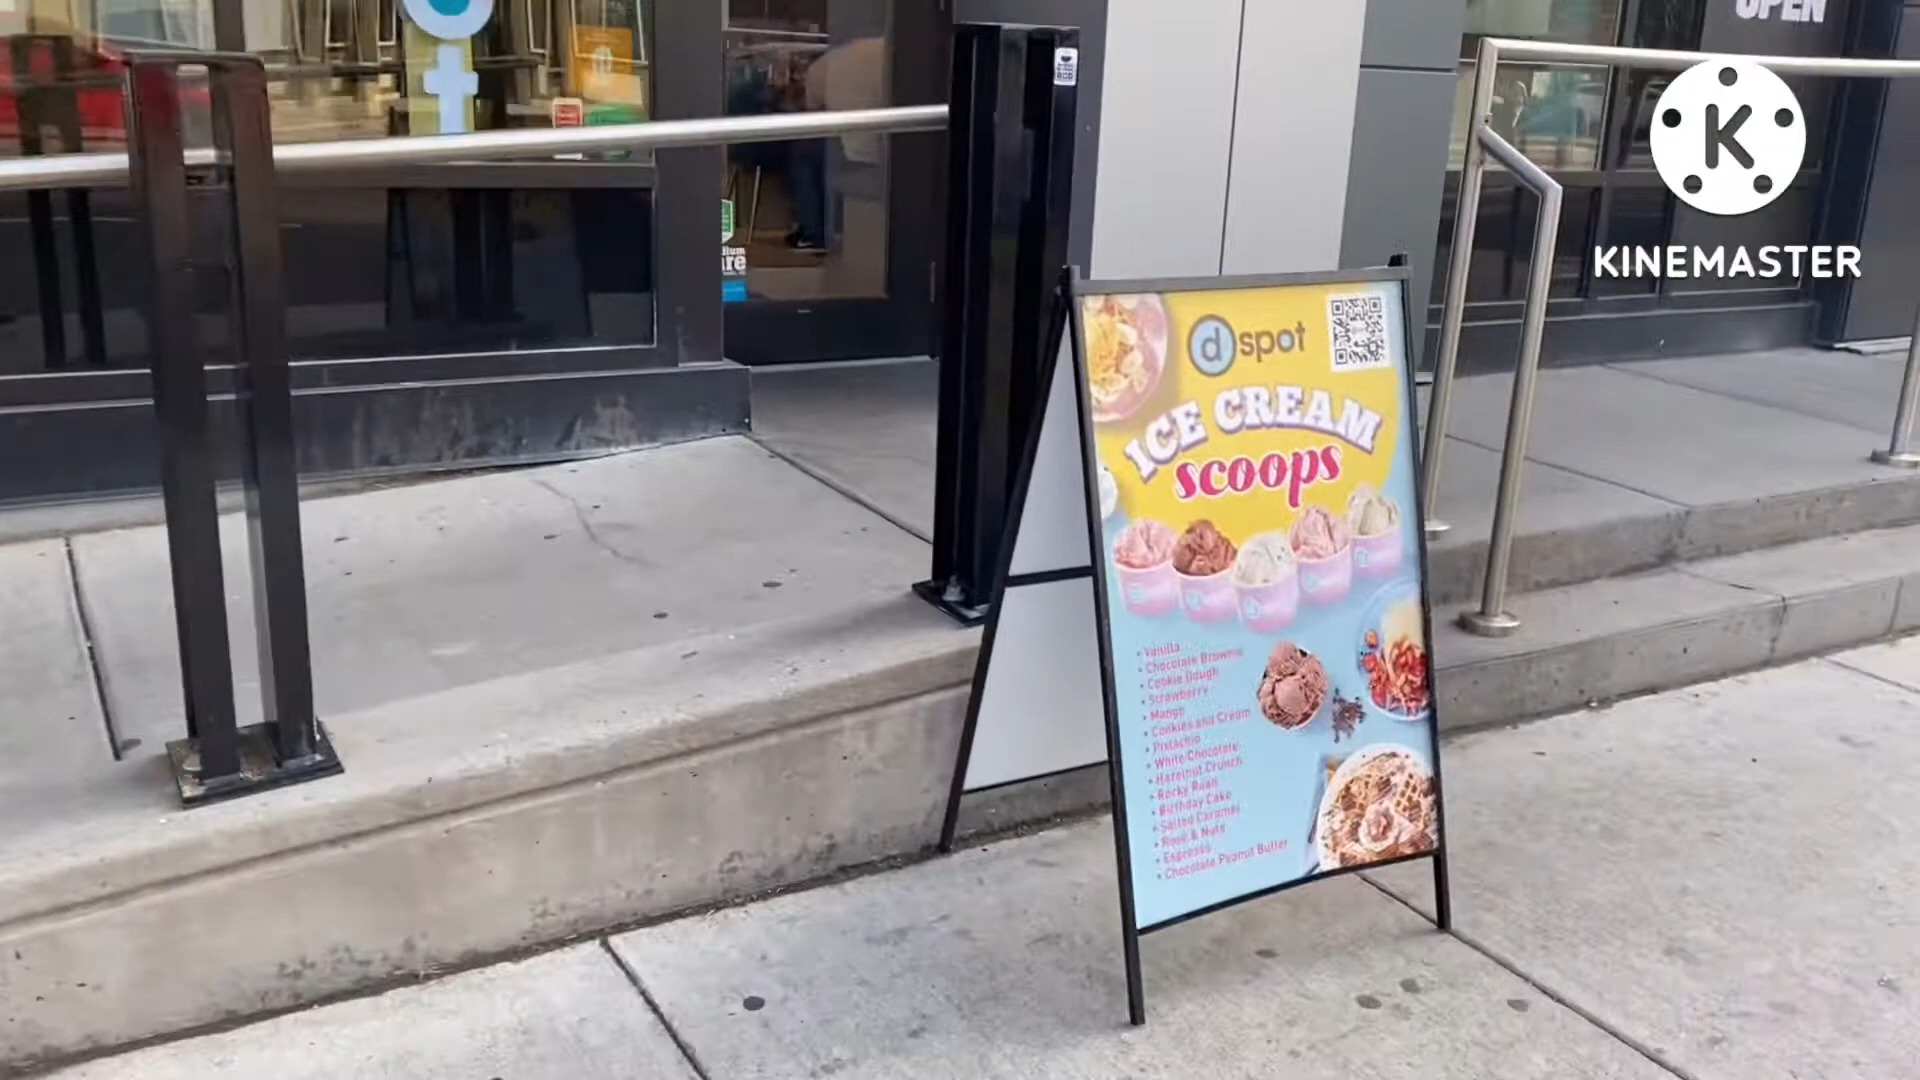 t
OPEN
K
KINEMASTER
d spot
ICE CREAM
scoops
• Vanilla
• Chocolate Brownie
• Cookie Dough
• Strawberry
• Mango
• Cookies and Cream
• Pistachio
• White Chocolate
• Hazelnut Crunch
• Rocky Road
• Birthday Cake
• Salted Caramel
• Rose & Nuts
• Espresso
• Chocolate Peanut Butter